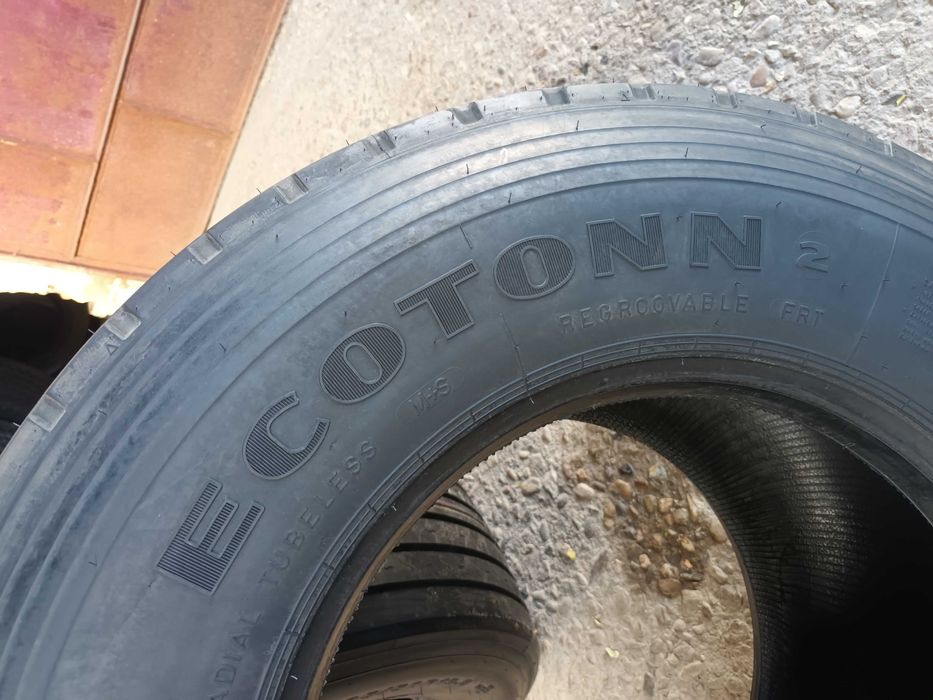 ECOTONN 2
REGROOVABLE FRT
RADIAL TUBELESS M+S